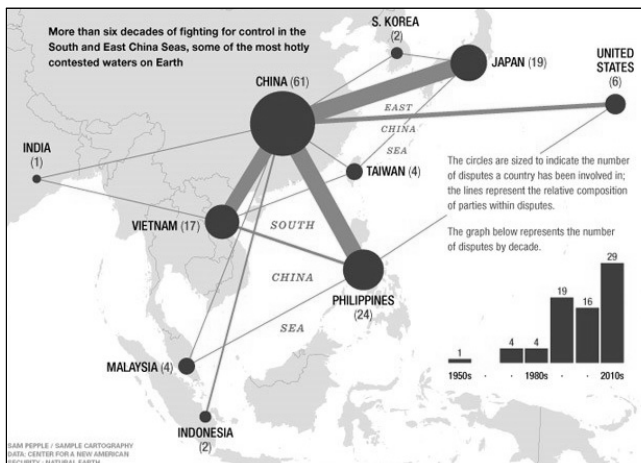 More than six decades of fighting for control in the
South and East China Seas, some of the most hotly
contested waters on Earth
S. KOREA
(2)
JAPAN (19)
UNITED
STATES
(6)
CHINA (61)
EAST
CHINA
SEA
INDIA
(1)
TAIWAN (4)
The circles are sized to indicate the number
of disputes a country has been involved in;
the lines represent the relative composition
of parties within disputes.
VIETNAM (17)
SOUTH
CHINA
SEA
The graph below represents the number
of disputes by decade.
PHILIPPINES
(24)
29
19
16
4
4
1
1950s
·
·
1980s
·
·
2010s
MALAYSIA (4)
INDONESIA
(2)
SAM PEPPLE / SAMPLE CARTOGRAPHY
DATA: CENTER FOR A NEW AMERICAN
SECURITY; NATURAL EARTH